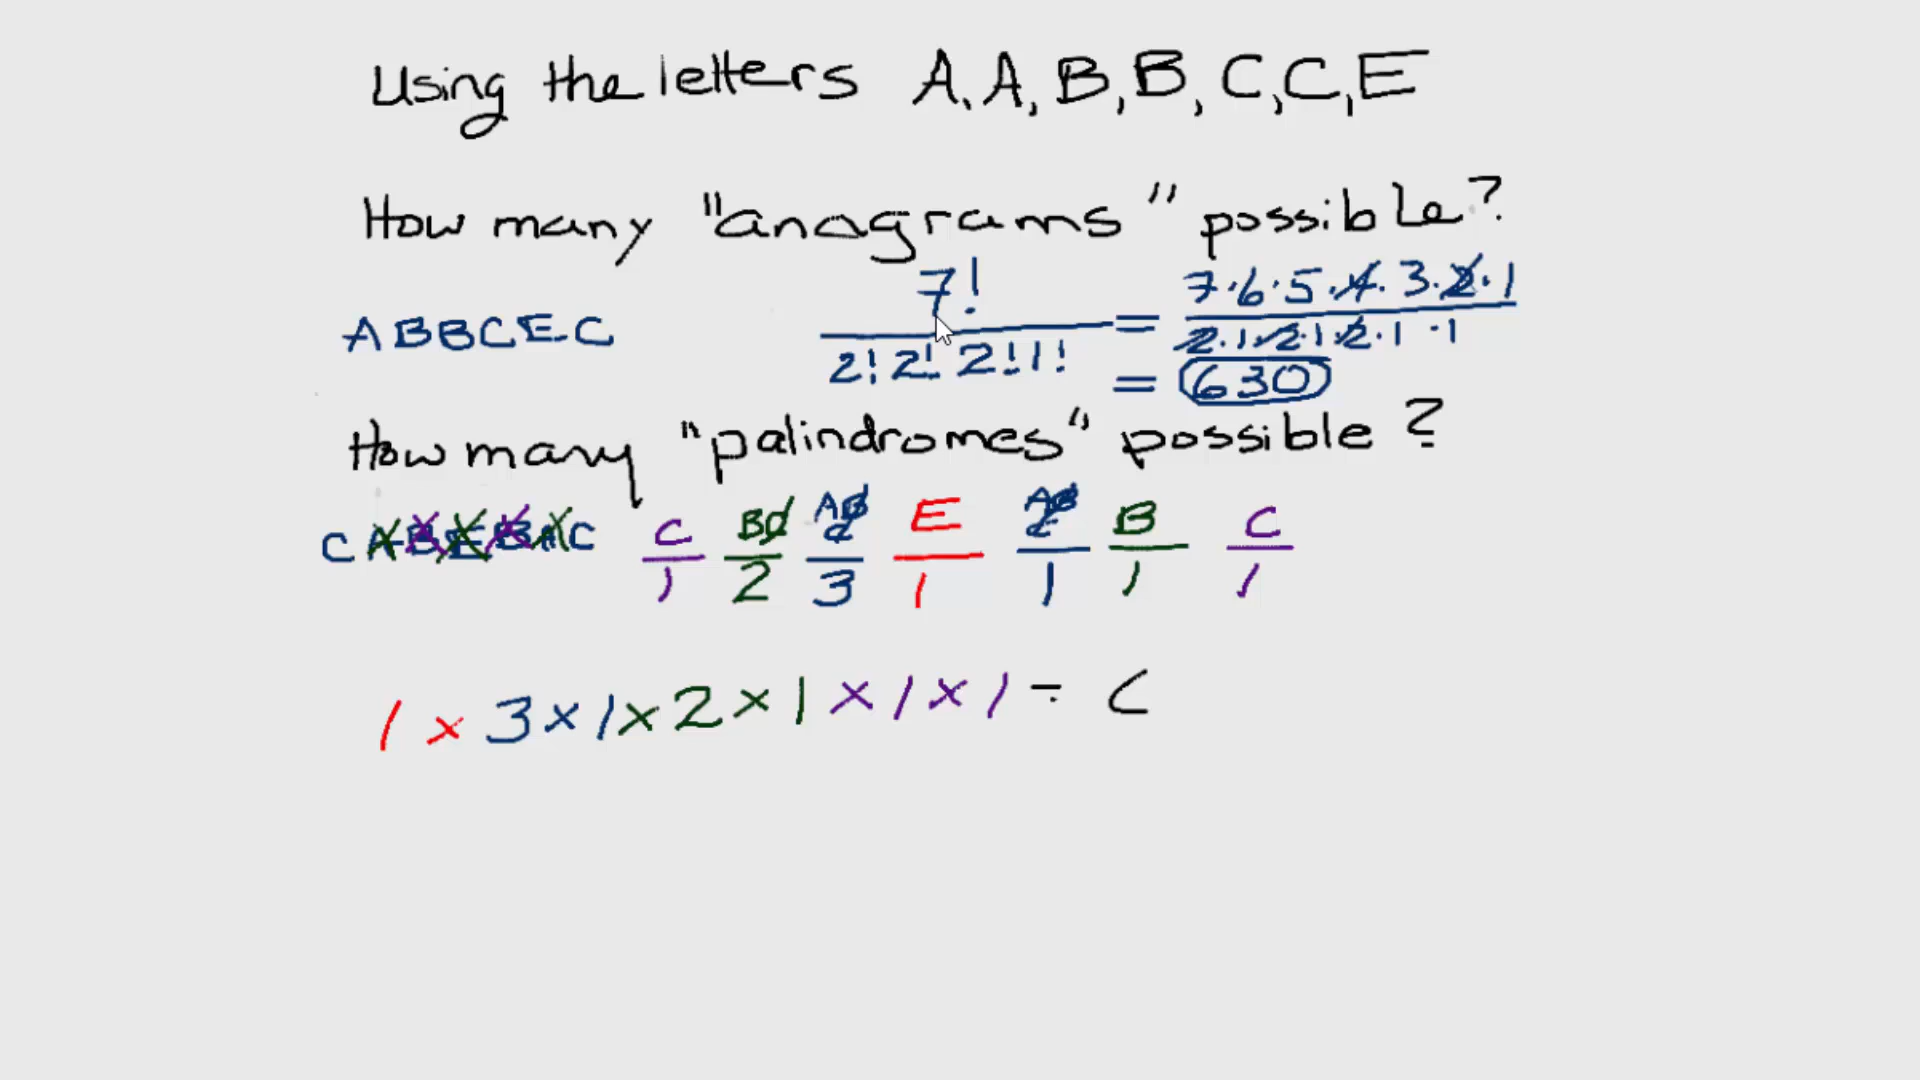 Using the letters A, A, B, B, C, C, E
How many "anagrams" possible?
ABBCEC 7! / 2! 2! 2! 1! = 7·6·5·4·3·2·1 / 2·1·2·1·2·1·1
= 630
How many "palindromes" possible?
CABEBAC C B E B C
1 2 3 1 1 1 1
1 × 3 × 1 × 2 × 1 × 1 × 1 =